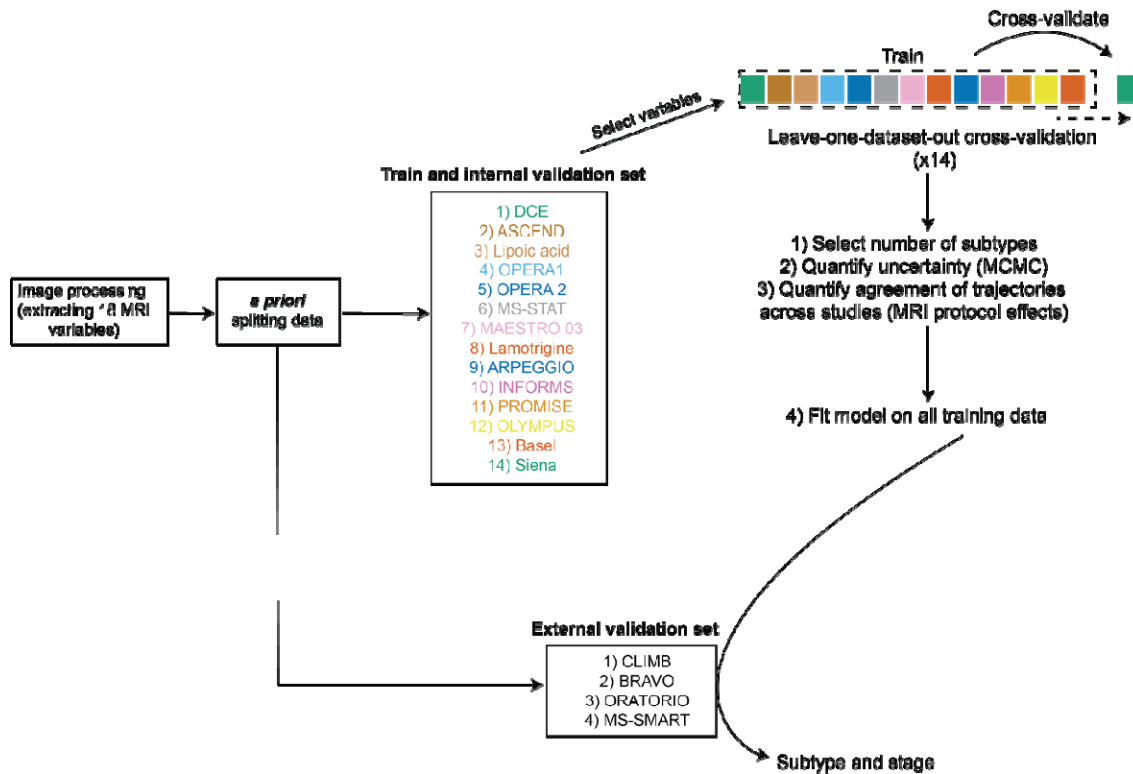 Cross-validate
Train
Select variables
Leave-one-dataset-out cross-validation
(x14)
Train and internal validation set
1) DCE
2) ASCEND
3) Lipoic acid
4) OPERA1
5) OPERA 2
6) MS-STAT
7) MAESTRO 03
8) Lamotrigine
9) ARPEGGIO
10) INFORMS
11) PROMISE
12) OLYMPUS
13) Basel
14) Siena
Image processing
(extracting 18 MRI
variables)
a priori
splitting data
1) Select number of subtypes
2) Quantify uncertainty (MCMC)
3) Quantify agreement of trajectories
across studies (MRI protocol effects)
4) Fit model on all training data
External validation set
1) CLIMB
2) BRAVO
3) ORATORIO
4) MS-SMART
Subtype and stage